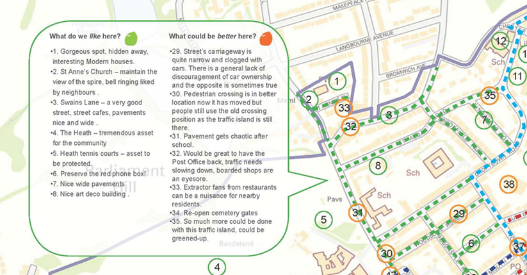 What do we like here?
•1. Gorgeous spot, hidden away,
interesting Modern houses.
•2. St Anne's Church – maintain the
view of the spire, bell ringing liked
by neighbours .
•3. Swains Lane – a very good
street, street cafes, pavements
nice and wide .
•4. The Heath – tremendous asset
for the community
•5. Heath tennis courts – asset to
be protected.
•6. Preserve the red phone box!
•7. Nice wide pavements.
•8. Nice art deco building .
What could be better here?
•29. Street's carriageway is
quite narrow and clogged with
cars. There is a general lack of
discouragement of car ownership
and the opposite is sometimes true
•30. Pedestrian crossing is in better
location now it has moved but
people still use the old crossing
position as the traffic island is still
there.
•31. Pavement gets chaotic after
school.
•32. Would be great to have the
Post Office back, traffic needs
slowing down, boarded shops are
an eyesore.
•33. Extractor fans from restaurants
can be a nuisance for nearby
residents.
•34. Re-open cemetery gates
•35. So much more could be done
with this traffic island, could be
greened-up.
Bandstand
4
MAKEPEACE
LANGBOURNE AVENUE
BROMWICH AVE
1
2
33
32
3
12
11
35
7
8
Sch
Sch
Sch
38
Pavs
5
31
29
6
30
37
PO